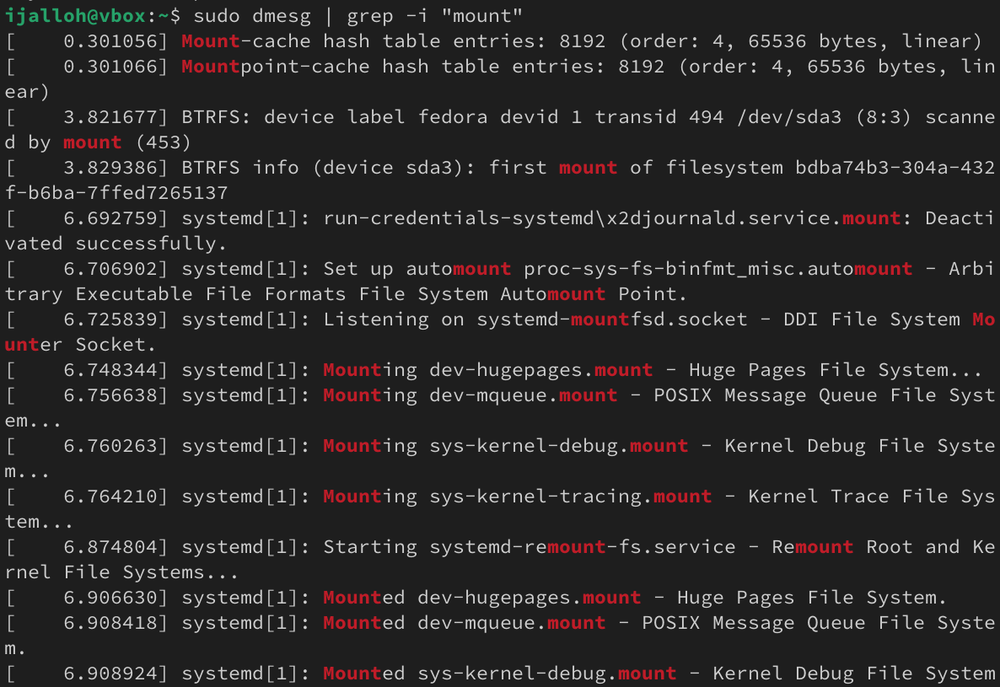 ijalloh@vbox:~$ sudo dmesg | grep -i "mount"
[    0.301056] Mount-cache hash table entries: 8192 (order: 4, 65536 bytes, linear)
[    0.301066] Mountpoint-cache hash table entries: 8192 (order: 4, 65536 bytes, lin
ear)
[    3.821677] BTRFS: device label fedora devid 1 transid 494 /dev/sda3 (8:3) scanne
d by mount (453)
[    3.829386] BTRFS info (device sda3): first mount of filesystem bdba74b3-304a-432
f-b6ba-7ffed7265137
[    6.692759] systemd[1]: run-credentials-systemd\x2djournald.service.mount: Deacti
vated successfully.
[    6.706902] systemd[1]: Set up automount proc-sys-fs-binfmt_misc.automount - Arbi
trary Executable File Formats File System Automount Point.
[    6.725839] systemd[1]: Listening on systemd-mountfsd.socket - DDI File System Mo
unter Socket.
[    6.748344] systemd[1]: Mounting dev-hugepages.mount - Huge Pages File System...
[    6.756638] systemd[1]: Mounting dev-mqueue.mount - POSIX Message Queue File Syst
em...
[    6.760263] systemd[1]: Mounting sys-kernel-debug.mount - Kernel Debug File Syste
m...
[    6.764210] systemd[1]: Mounting sys-kernel-tracing.mount - Kernel Trace File Sys
tem...
[    6.874804] systemd[1]: Starting systemd-remount-fs.service - Remount Root and Ke
rnel File Systems...
[    6.906630] systemd[1]: Mounted dev-hugepages.mount - Huge Pages File System.
[    6.908418] systemd[1]: Mounted dev-mqueue.mount - POSIX Message Queue File Syste
m.
[    6.908924] systemd[1]: Mounted sys-kernel-debug.mount - Kernel Debug File System